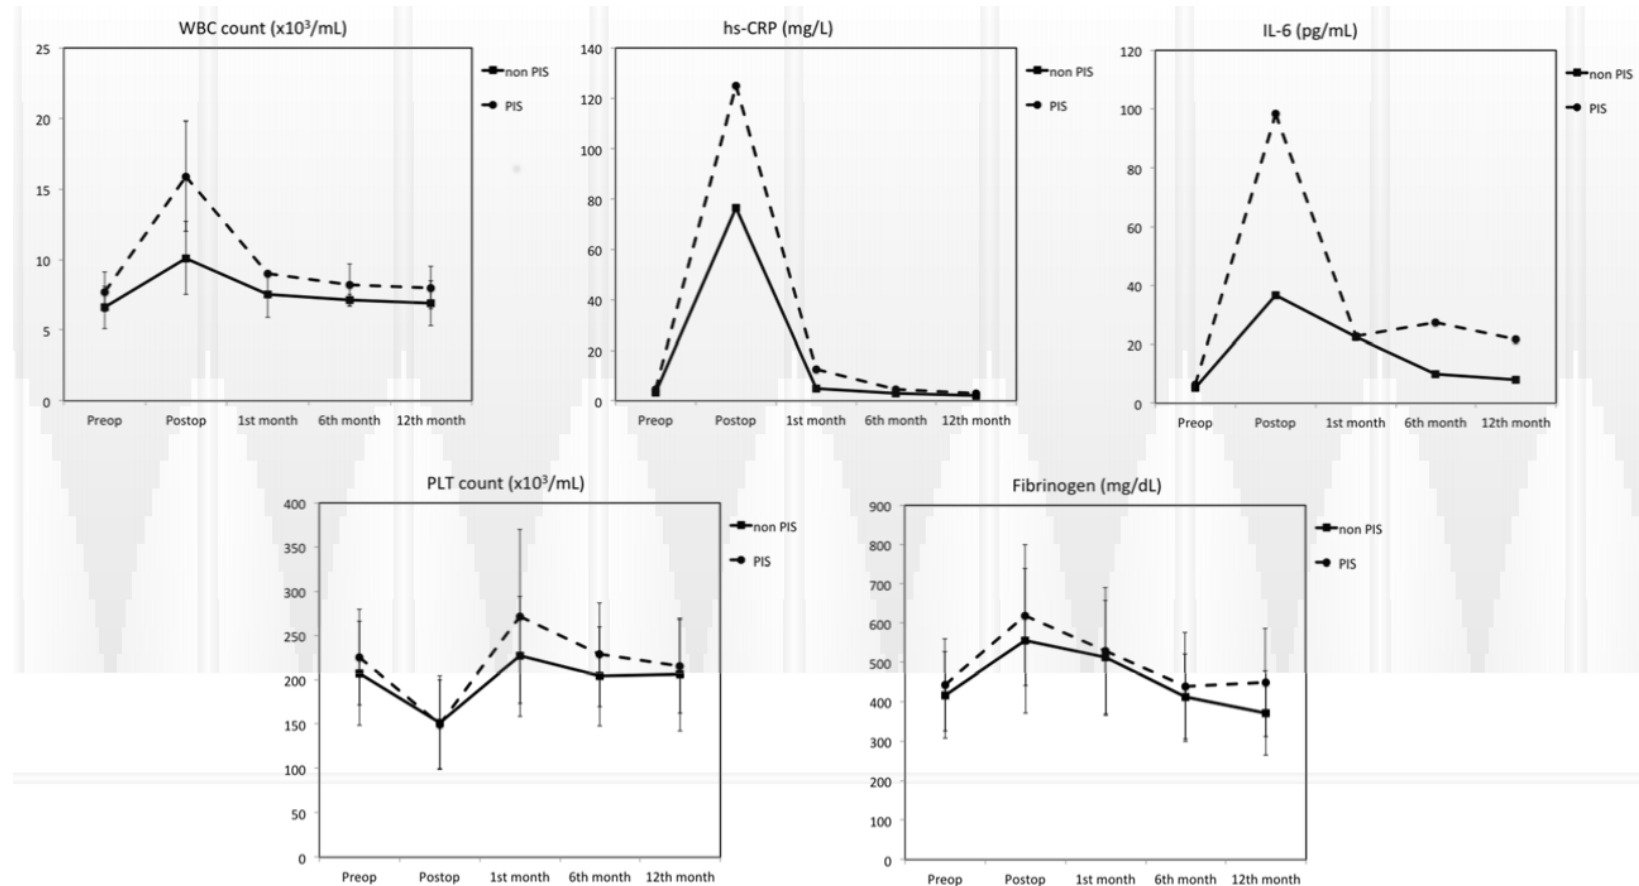 WBC count (x10³/mL)
25
20
15
10
5
0
Preop Postop 1st month 6th month 12th month
non PIS
PIS
hs-CRP (mg/L)
140
120
100
80
60
40
20
0
Preop Postop 1st month 6th month 12th month
non PIS
PIS
IL-6 (pg/mL)
120
100
80
60
40
20
0
Preop Postop 1st month 6th month 12th month
non PIS
PIS
PLT count (x10³/mL)
400
350
300
250
200
150
100
50
0
Preop Postop 1st month 6th month 12th month
non PIS
PIS
Fibrinogen (mg/dL)
900
800
700
600
500
400
300
200
100
0
Preop Postop 1st month 6th month 12th month
non PIS
PIS